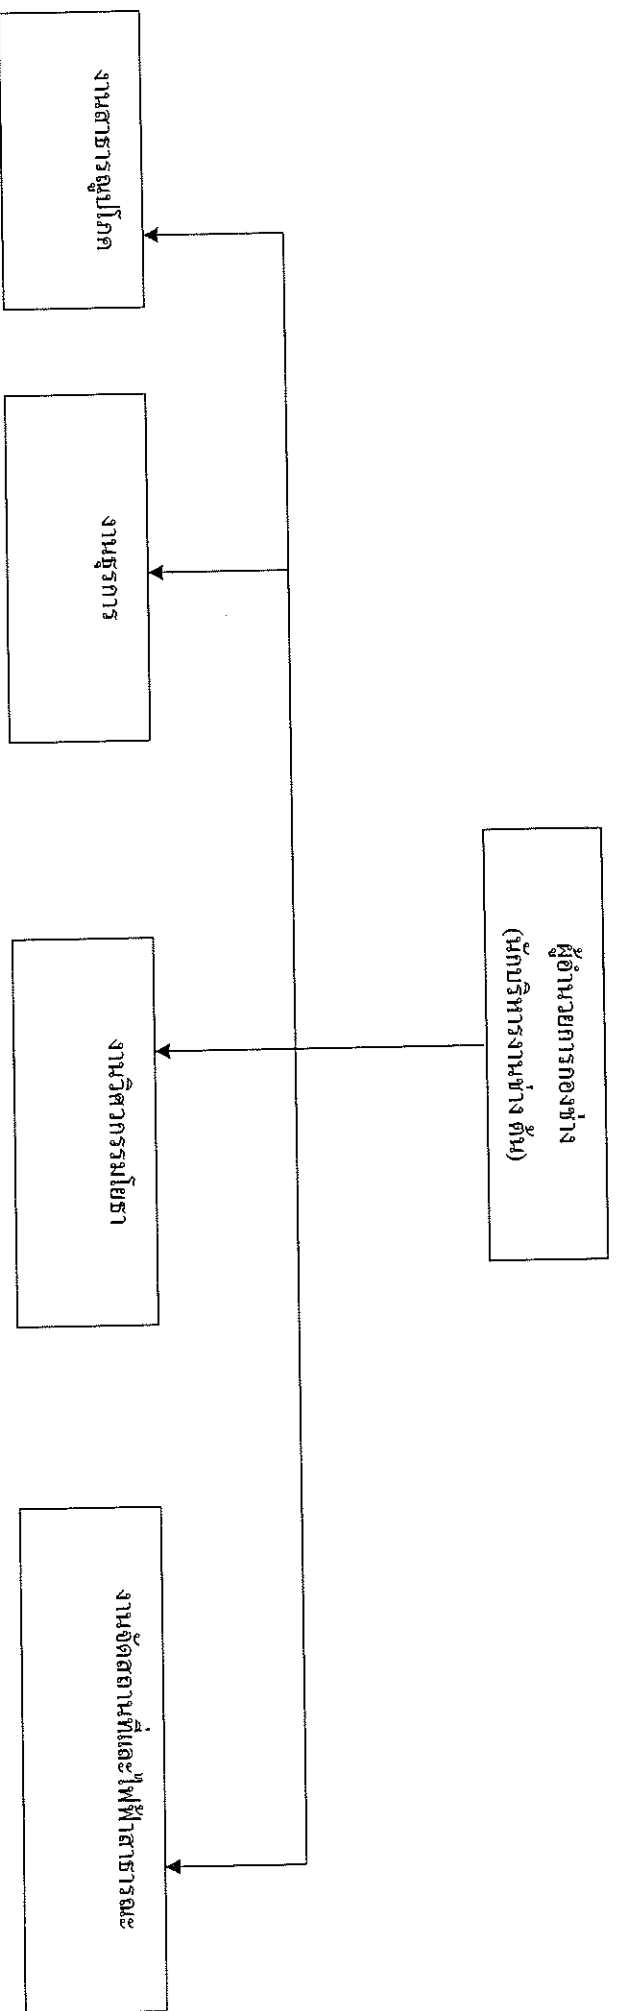 ผู้อำนวยการกองช่าง
(นักบริหารงานช่าง ต้น)
งานสาธารณูปโภค
งานธุรการ
งานวิศวกรรมโยธา
งานจัดสถานที่และไฟฟ้าสาธารณะ